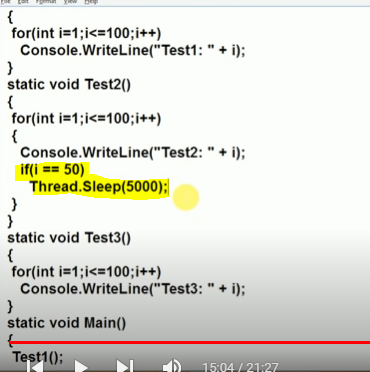 File Edit Format View Help
{
for(int i=1;i<=100;i++)
Console.WriteLine("Test1: " + i);
}
static void Test2()
{
for(int i=1;i<=100;i++)
{
Console.WriteLine("Test2: " + i);
if(i == 50)
Thread.Sleep(5000);
}
}
static void Test3()
{
for(int i=1;i<=100;i++)
Console.WriteLine("Test3: " + i);
}
static void Main()
{
Test1();
15:04 / 21:27